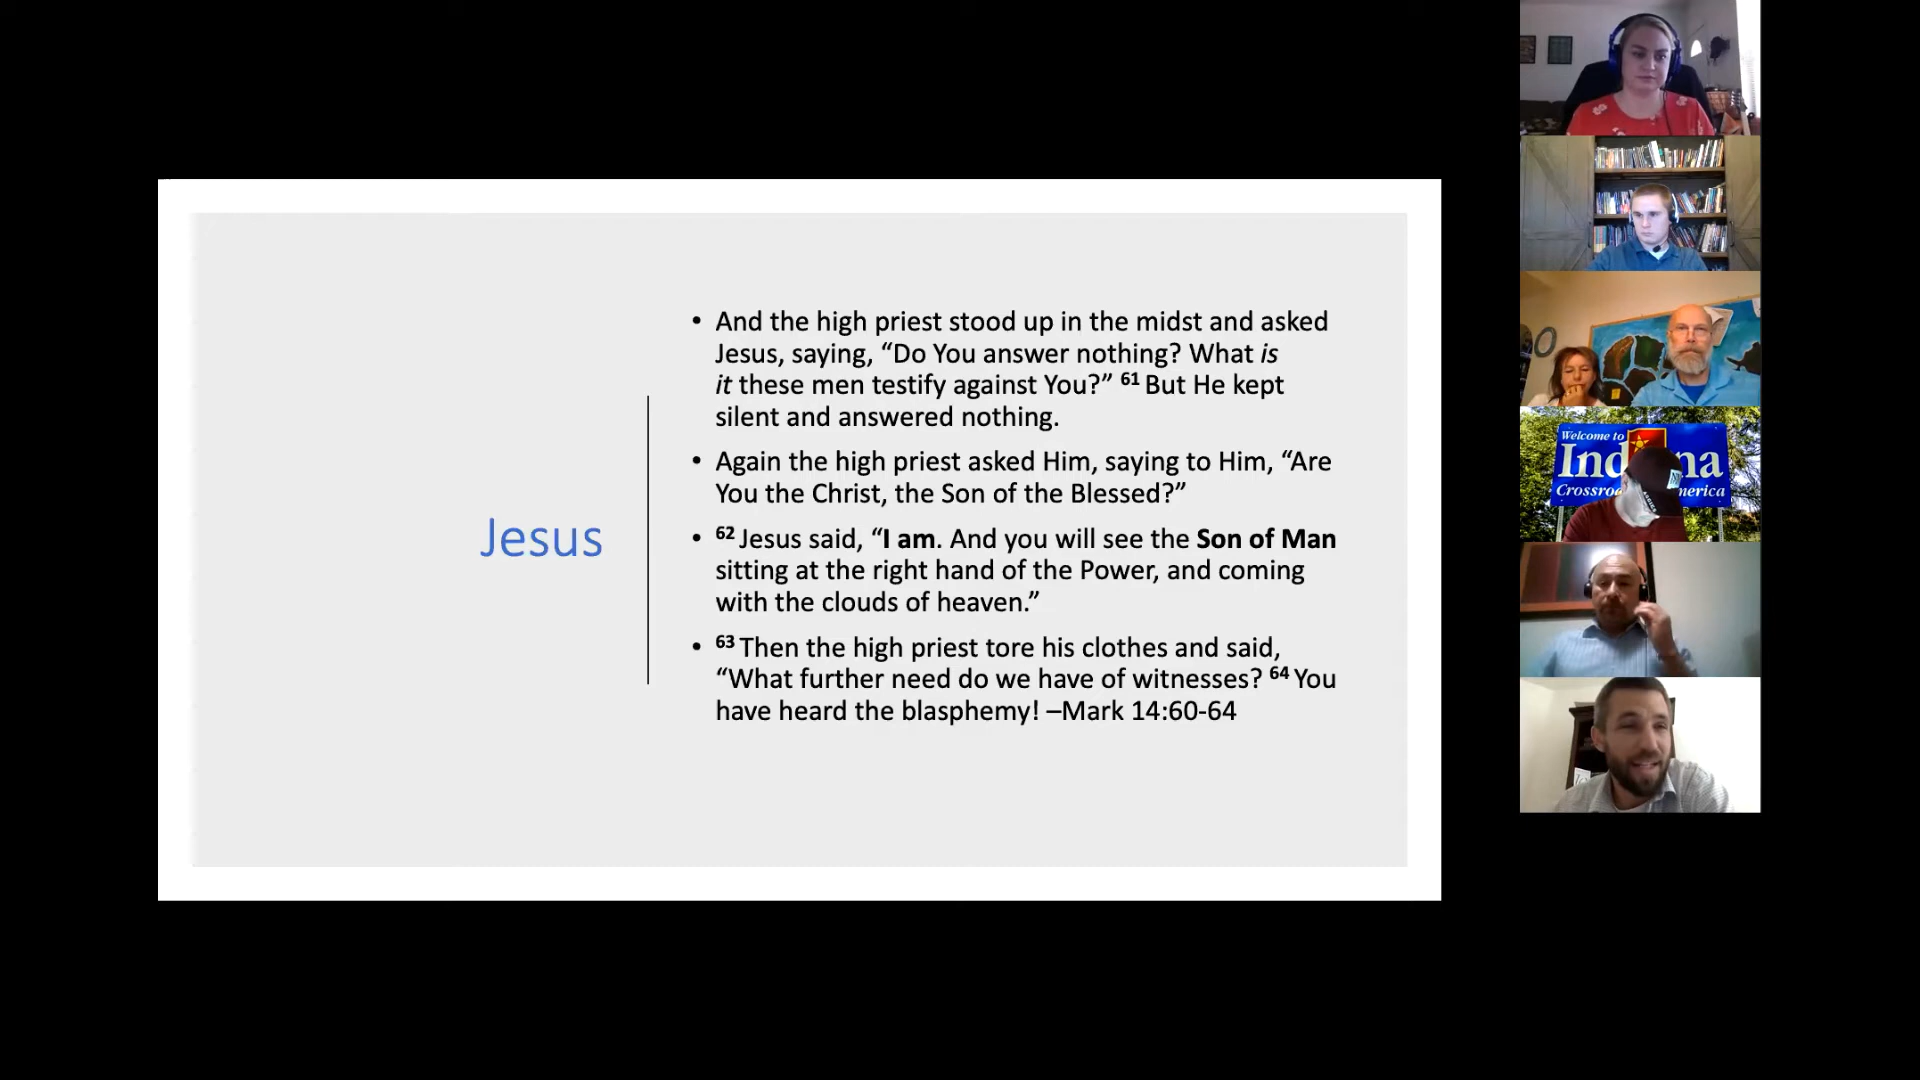 Jesus
• And the high priest stood up in the midst and asked
Jesus, saying, “Do You answer nothing? What is
it these men testify against You?” 61 But He kept
silent and answered nothing.
• Again the high priest asked Him, saying to Him, “Are
You the Christ, the Son of the Blessed?”
• 62 Jesus said, “I am. And you will see the Son of Man
sitting at the right hand of the Power, and coming
with the clouds of heaven.”
• 63 Then the high priest tore his clothes and said,
“What further need do we have of witnesses? 64 You
have heard the blasphemy! –Mark 14:60-64
Welcome to
Ind na
Crossro merica